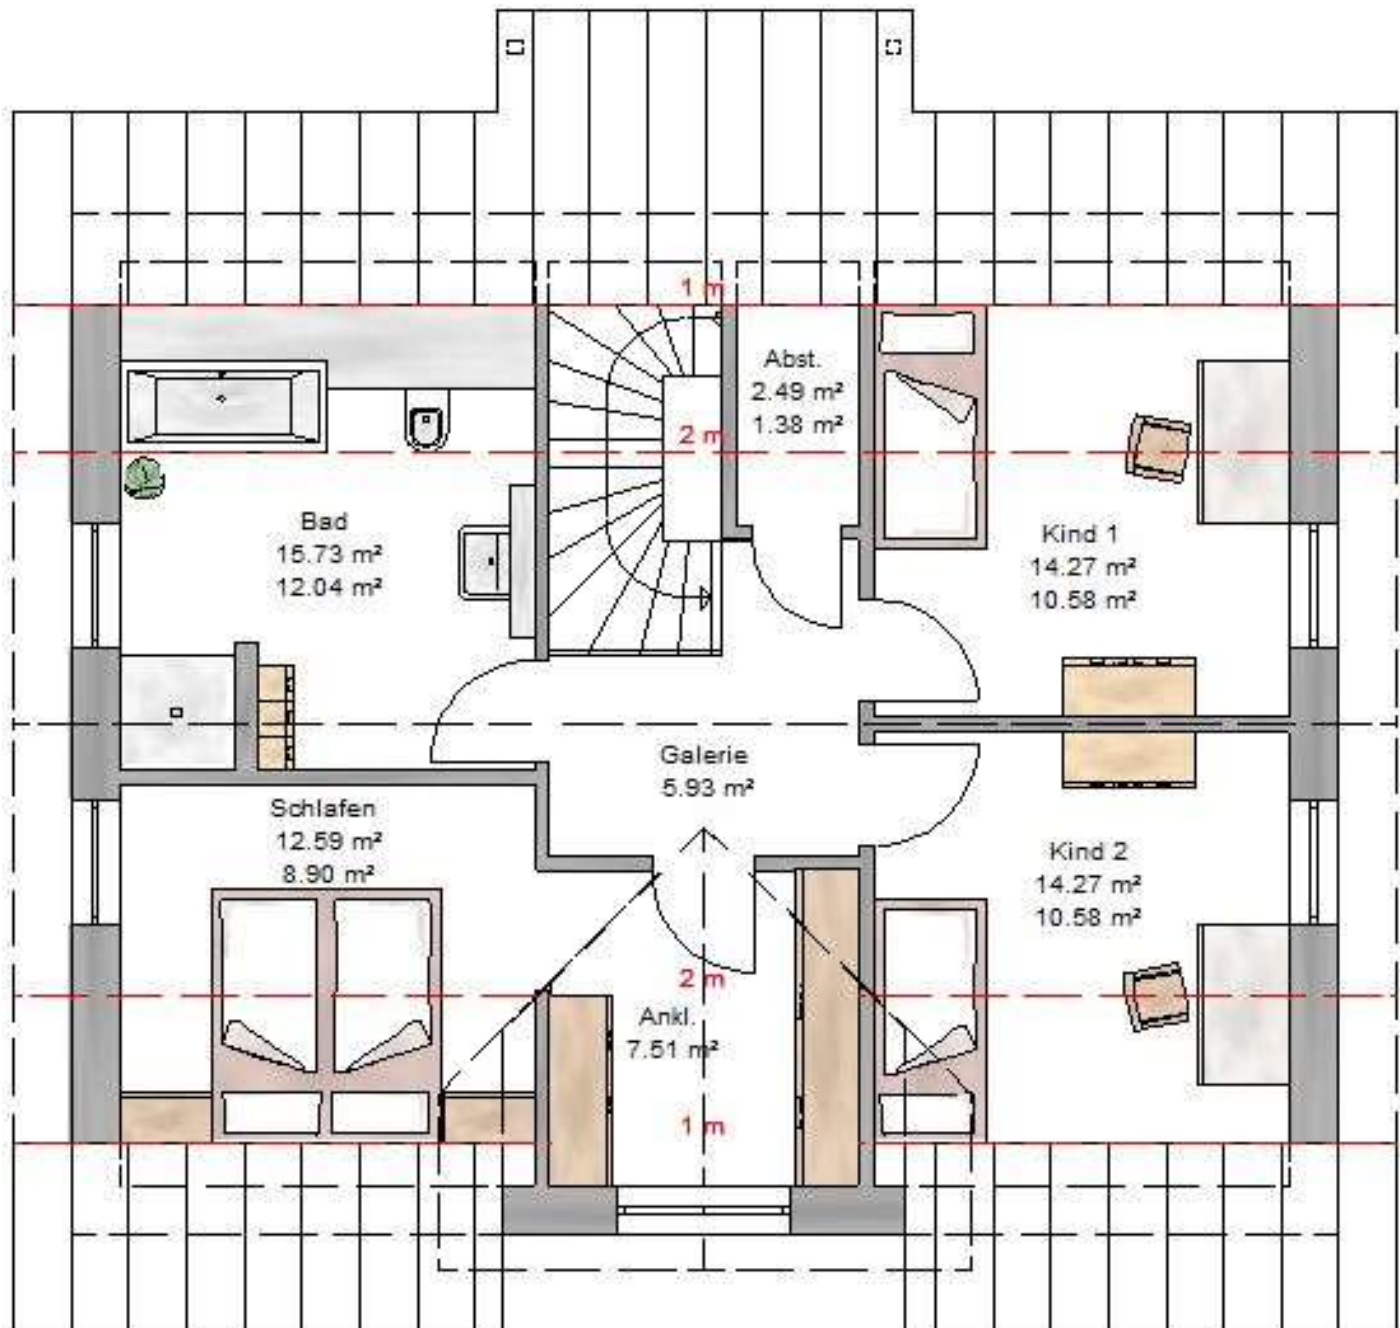 1 m
Abst.
2.49 m²
1.38 m²
2 m
Bad
15.73 m²
12.04 m²
Kind 1
14.27 m²
10.58 m²
Galerie
5.93 m²
Schlafen
12.59 m²
8.90 m²
Kind 2
14.27 m²
10.58 m²
2 m
Ankl.
7.51 m²
1 m